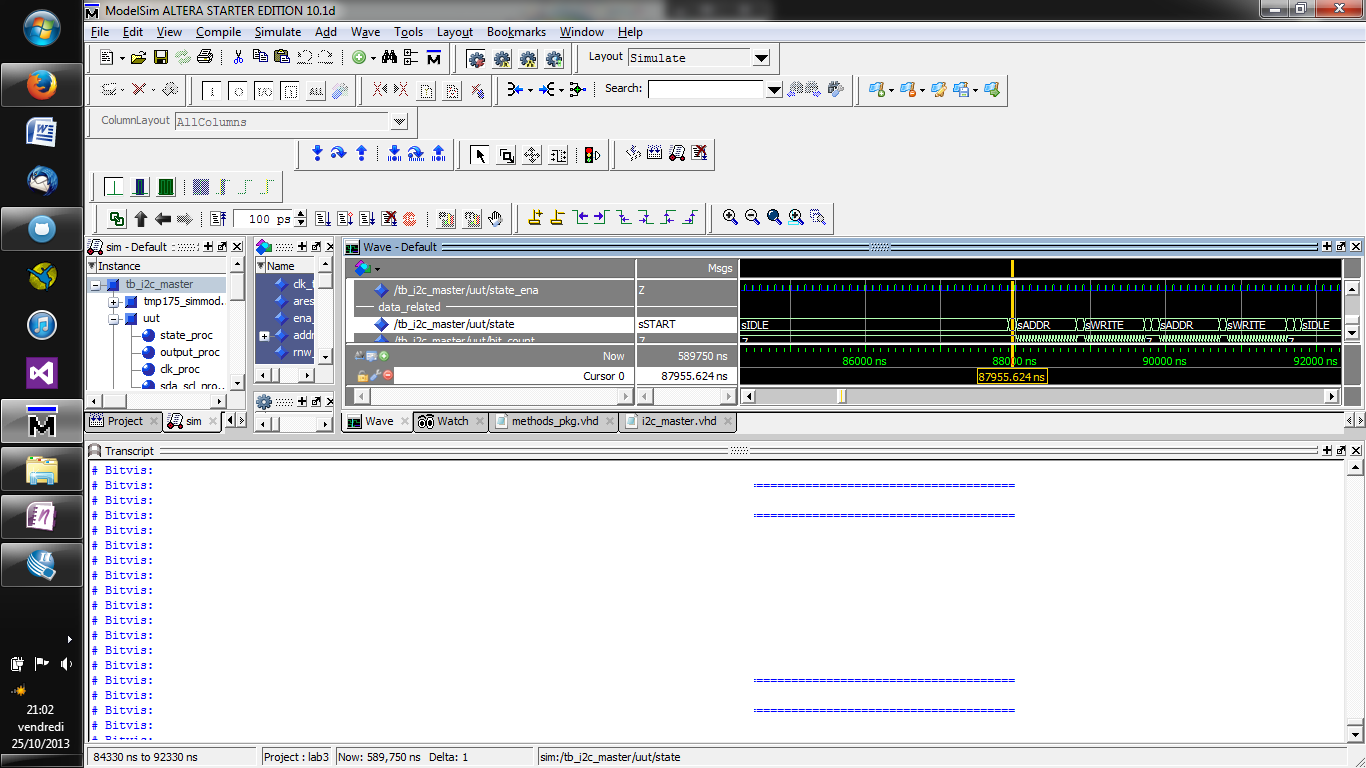 ModelSim ALTERA STARTER EDITION 10.1d
File Edit View Compile Simulate Add Wave Tools Layout Bookmarks Window Help
Layout Simulate
Search:
ColumnLayout AllColumns
100 ps
sim - Default
Instance
tb_i2c_master
tmp175_simmod...
uut
state_proc
output_proc
clk_proc
sda_scl_pro...
Name
ena_
addr
rnw_
Wave - Default
Msgs
/tb_i2c_master/uut/state_ena Z
data_related
/tb_i2c_master/uut/state sSTART
/tb_i2c_master/uut/bit_count 7
sIDLE sADDR sWRITE sADDR sWRITE sIDLE
Now 589750 ns
86000 ns 88000 ns 90000 ns 92000 ns
Cursor 0 87955.624 ns
87955.624 ns
Project sim
Wave Watch methods_pkg.vhd i2c_master.vhd
Transcript
# Bitvis:
# Bitvis: :====================================
# Bitvis:
# Bitvis: :====================================
# Bitvis:
# Bitvis:
# Bitvis:
# Bitvis:
# Bitvis:
# Bitvis:
# Bitvis:
# Bitvis:
# Bitvis:
# Bitvis:
# Bitvis: :====================================
# Bitvis:
# Bitvis: :====================================
# Bitvis:
84330 ns to 92330 ns Project : lab3 Now: 589,750 ns Delta: 1 sim:/tb_i2c_master/uut/state
21:02
vendredi
25/10/2013